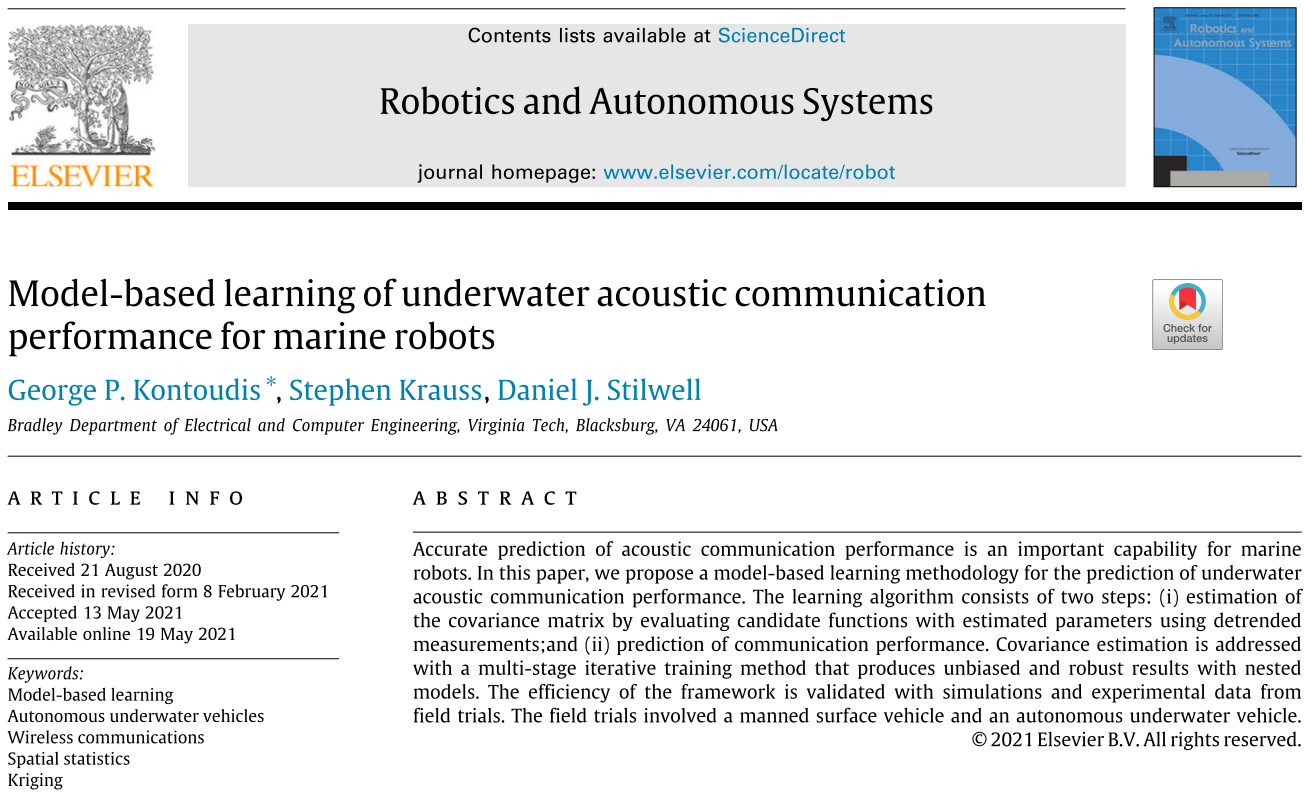 Contents lists available at ScienceDirect
Robotics and Autonomous Systems
journal homepage: www.elsevier.com/locate/robot
ELSEVIER
Robotics and
Autonomous Systems
ScienceDirect
Model-based learning of underwater acoustic communication
performance for marine robots
Check for
updates
George P. Kontoudis *, Stephen Krauss, Daniel J. Stilwell
Bradley Department of Electrical and Computer Engineering, Virginia Tech, Blacksburg, VA 24061, USA
ARTICLE INFO
Article history:
Received 21 August 2020
Received in revised form 8 February 2021
Accepted 13 May 2021
Available online 19 May 2021
Keywords:
Model-based learning
Autonomous underwater vehicles
Wireless communications
Spatial statistics
Kriging
ABSTRACT
Accurate prediction of acoustic communication performance is an important capability for marine
robots. In this paper, we propose a model-based learning methodology for the prediction of underwater
acoustic communication performance. The learning algorithm consists of two steps: (i) estimation of
the covariance matrix by evaluating candidate functions with estimated parameters using detrended
measurements;and (ii) prediction of communication performance. Covariance estimation is addressed
with a multi-stage iterative training method that produces unbiased and robust results with nested
models. The efficiency of the framework is validated with simulations and experimental data from
field trials. The field trials involved a manned surface vehicle and an autonomous underwater vehicle.
© 2021 Elsevier B.V. All rights reserved.